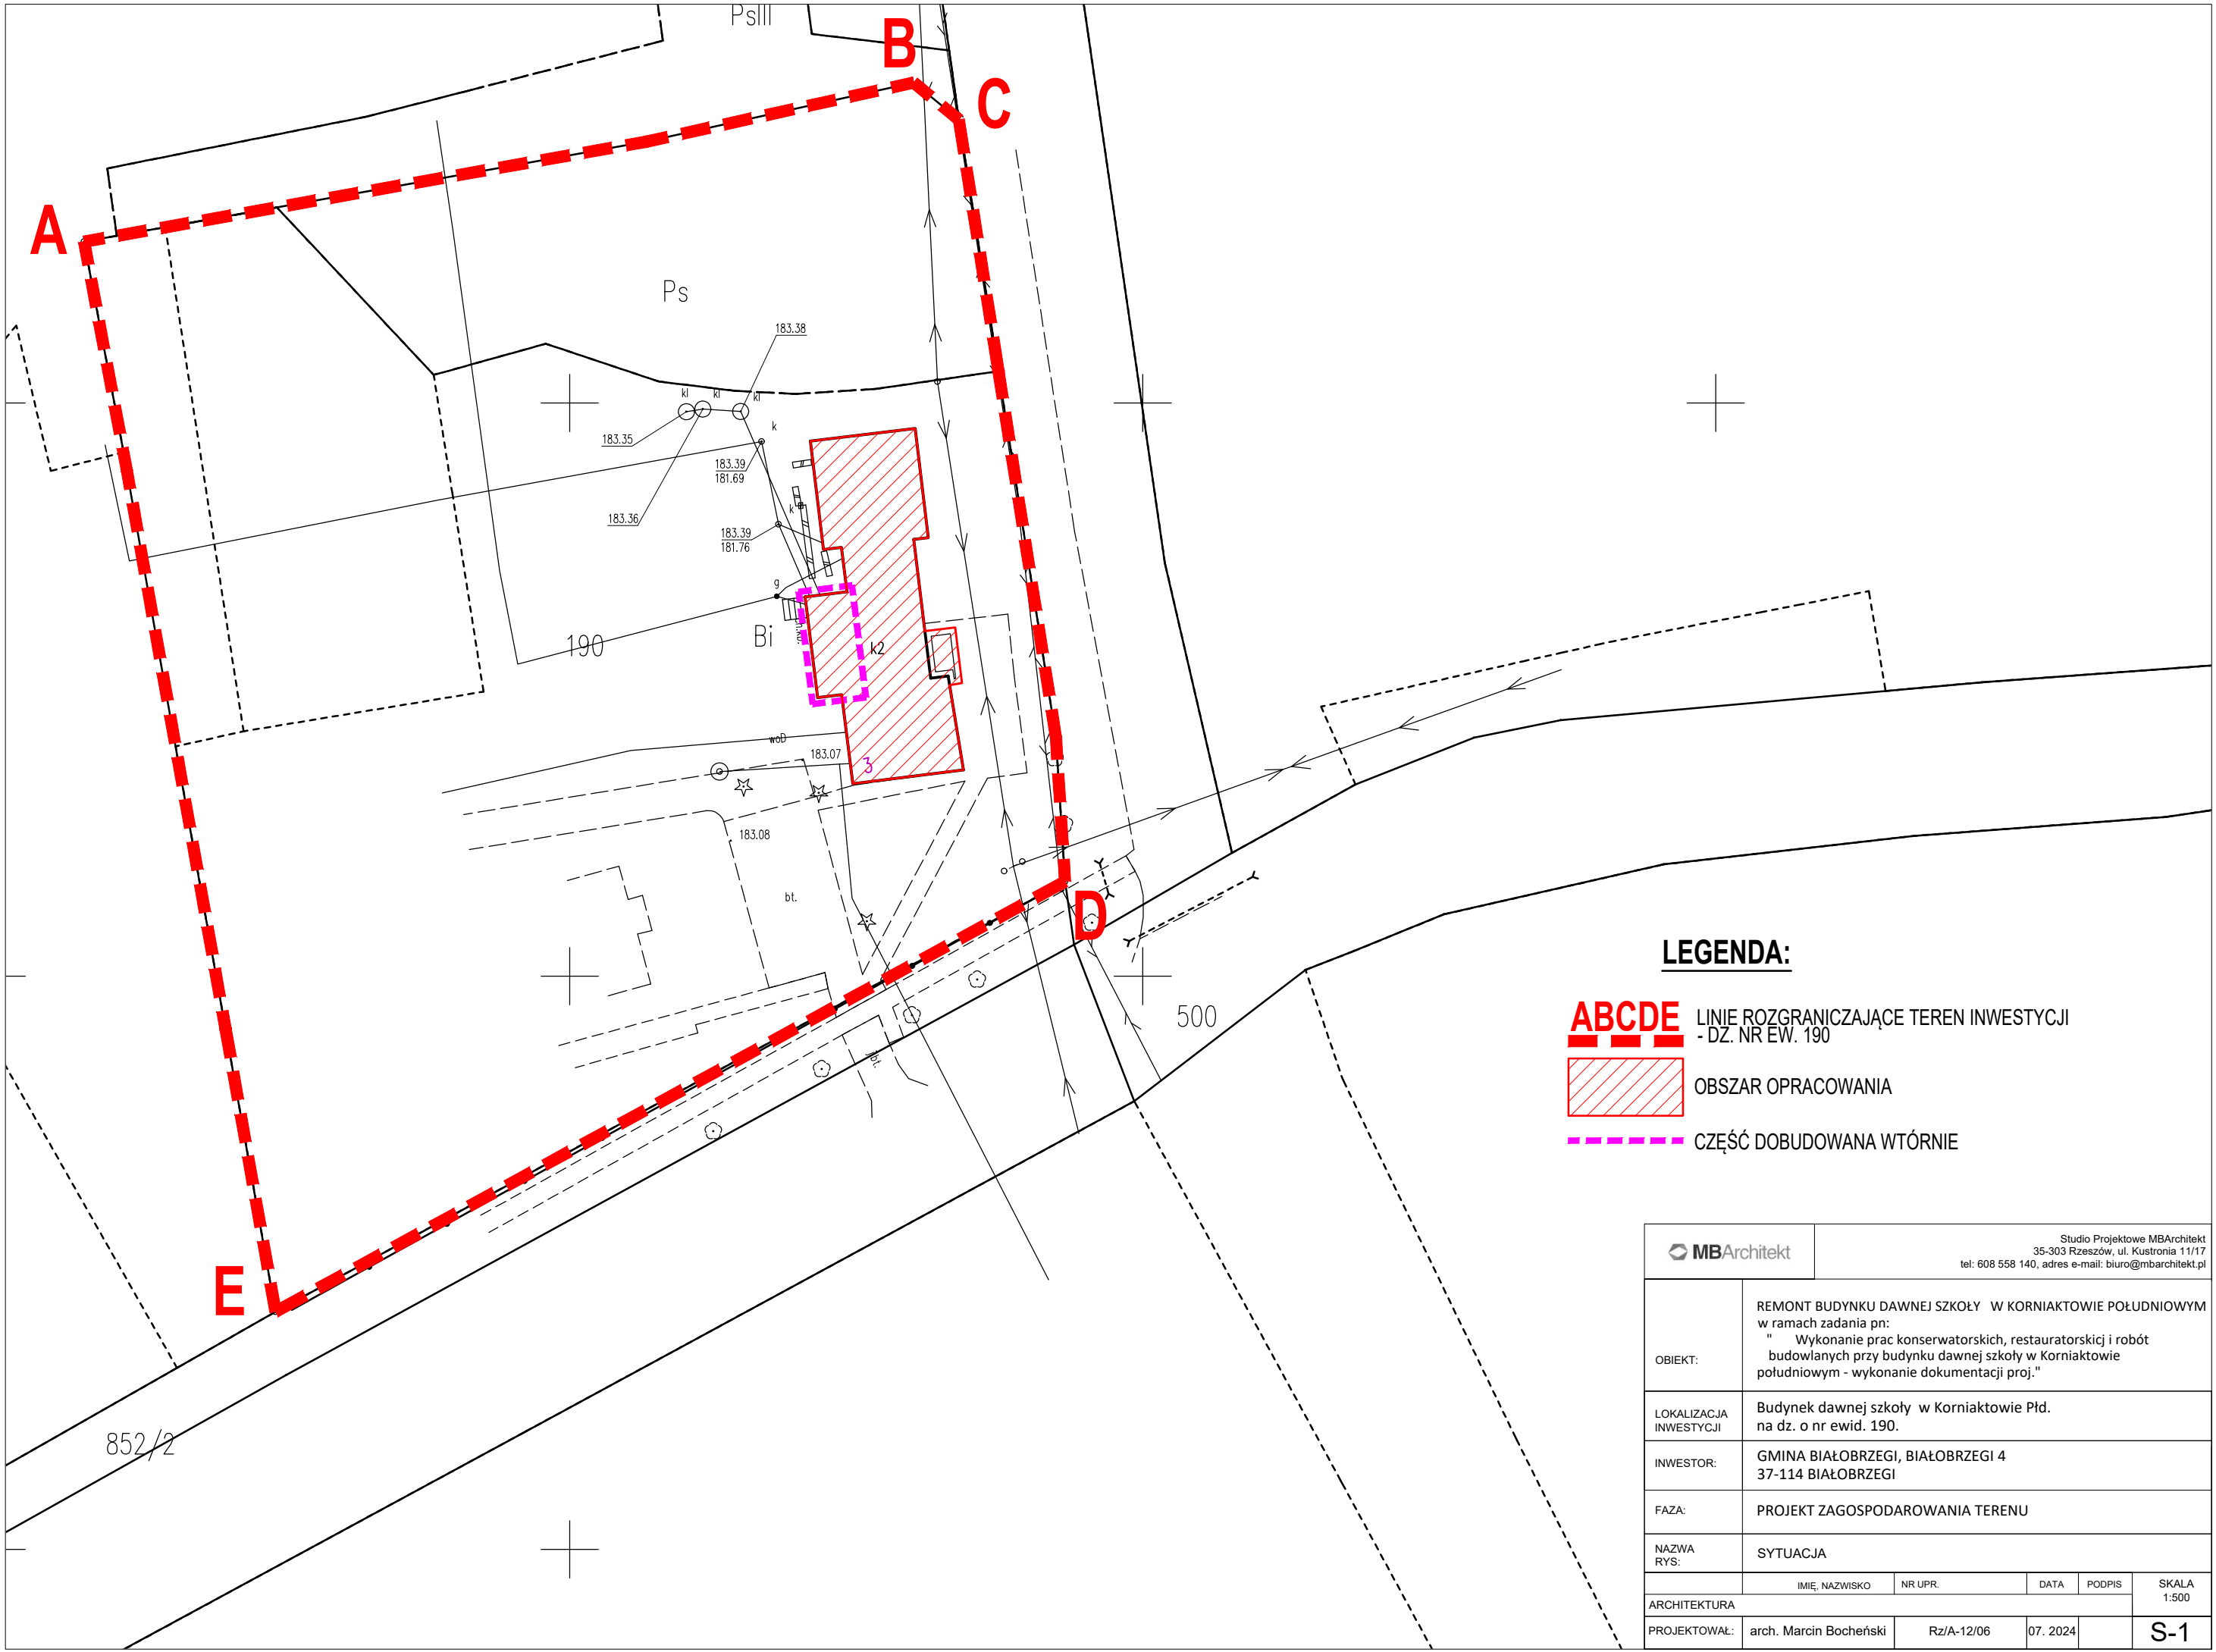 PsIII
B
C
A
Ps
183.38
kl
kl
kl
183.35
k
183.39
181.69
183.36
k
183.39
181.76
g
190
Bi
k2
woD
183.07
3
183.08
bt.
D
500
bt.
E
852/2
LEGENDA:
ABCDE LINIE ROZGRANICZAJĄCE TEREN INWESTYCJI
- DZ. NR EW. 190
OBSZAR OPRACOWANIA
CZĘŚĆ DOBUDOWANA WTÓRNIE
MBArchitekt
Studio Projektowe MBArchitekt
35-303 Rzeszów, ul. Kustronia 11/17
tel: 608 558 140, adres e-mail: biuro@mbarchitekt.pl
OBIEKT:
REMONT BUDYNKU DAWNEJ SZKOŁY W KORNIAKTOWIE POŁUDNIOWYM
w ramach zadania pn:
" Wykonanie prac konserwatorskich, restauratorskicj i robót
budowlanych przy budynku dawnej szkoły w Korniaktowie
południowym - wykonanie dokumentacji proj."
LOKALIZACJA
INWESTYCJI
Budynek dawnej szkoły w Korniaktowie Płd.
na dz. o nr ewid. 190.
INWESTOR:
GMINA BIAŁOBRZEGI, BIAŁOBRZEGI 4
37-114 BIAŁOBRZEGI
FAZA:
PROJEKT ZAGOSPODAROWANIA TERENU
NAZWA
RYS:
SYTUACJA
IMIĘ, NAZWISKO NR UPR. DATA PODPIS SKALA
1:500
ARCHITEKTURA
PROJEKTOWAŁ: arch. Marcin Bocheński Rz/A-12/06 07. 2024 S-1